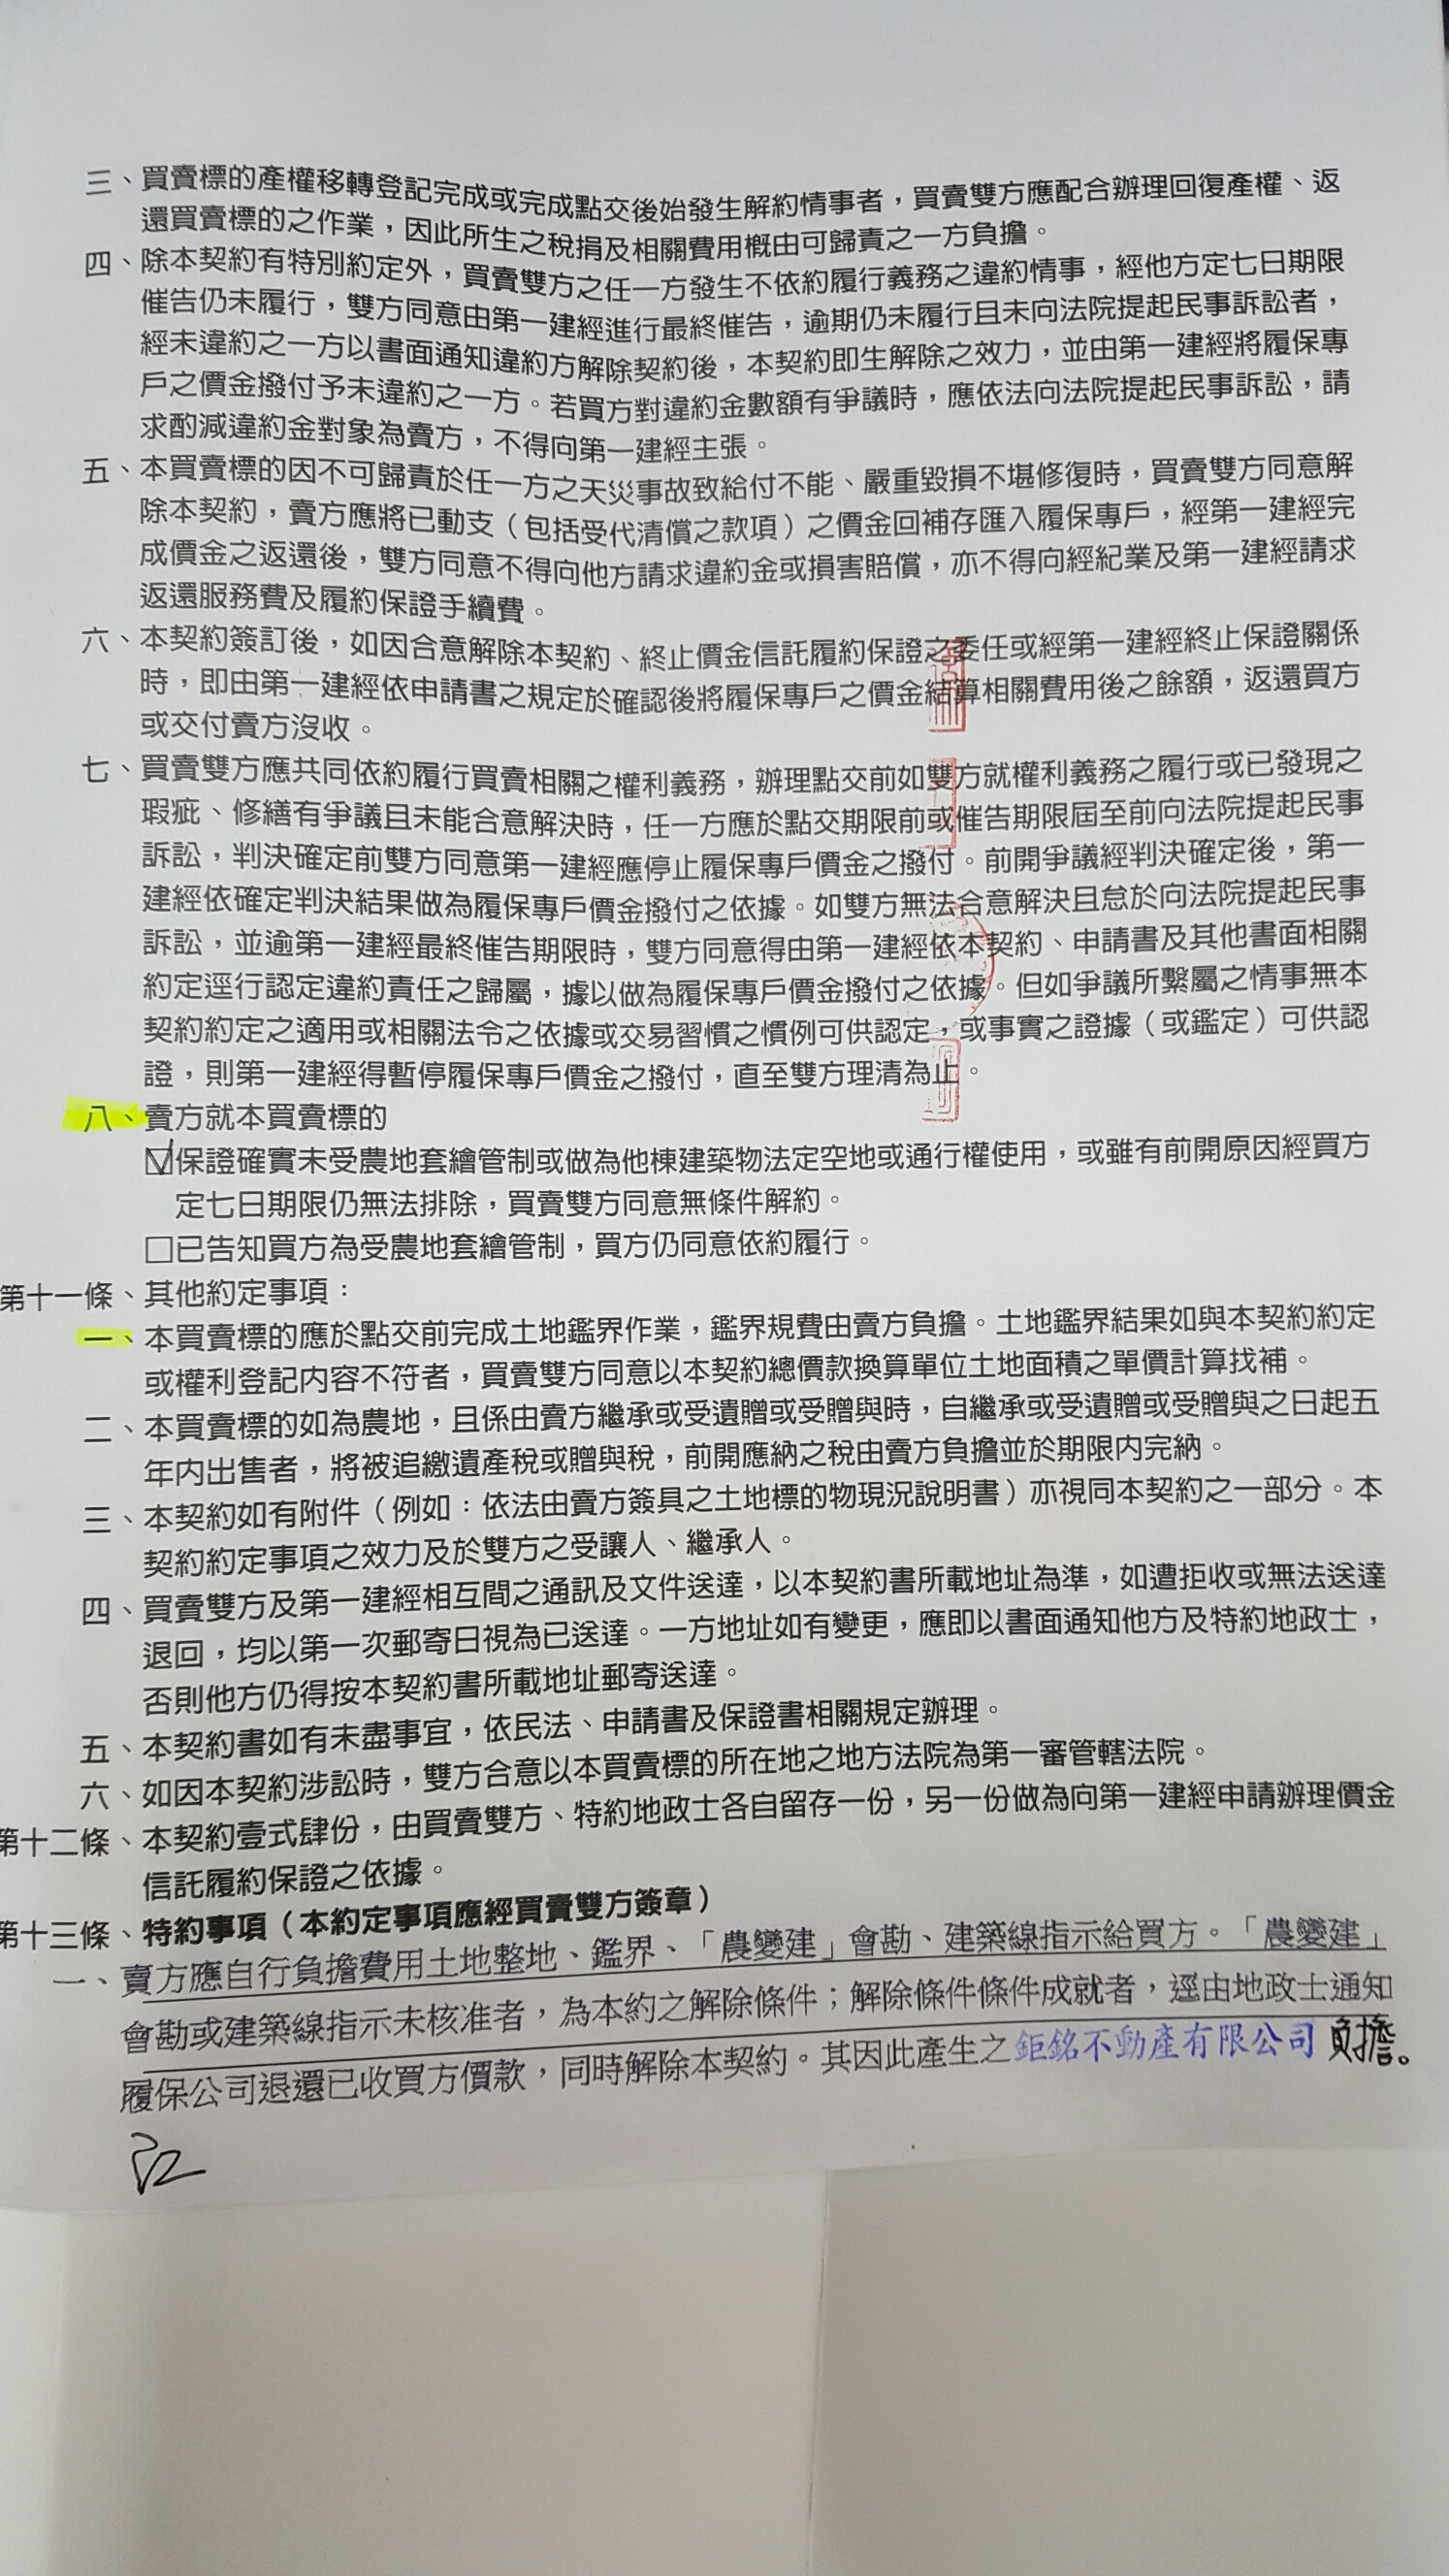 三、買賣標的產權移轉登記完成或完成點交後始發生解約情事者，買賣雙方應配合辦理回復產權、返
還買賣標的之作業，因此所生之稅捐及相關費用概由可歸責之一方負擔。
四、除本契約有特別約定外，買賣雙方之任一方發生不依約履行義務之違約情事，經他方定七日期限
催告仍未履行，雙方同意由第一建經進行最終催告，逾期仍未履行且未向法院提起民事訴訟者，
經未違約之一方以書面通知違約方解除契約後，本契約即生解除之效力，並由第一建經將履保專
戶之價金撥付予未違約之一方。若買方對違約金數額有爭議時，應依法向法院提起民事訴訟，請
求酌減違約金對象為賣方，不得向第一建經主張。
五、本買賣標的因不可歸責於任一方之天災事故致給付不能、嚴重毀損不堪修復時，買賣雙方同意解
除本契約，賣方應將已動支（包括受代清償之款項）之價金回補存匯入履保專戶，經第一建經完
成價金之返還後，雙方同意不得向他方請求違約金或損害賠償，亦不得向經紀業及第一建經請求
返還服務費及履約保證手續費。
六、本契約簽訂後，如因合意解除本契約、終止價金信託履約保證之委任或經第一建經終止保證關係
時，即由第一建經依申請書之規定於確認後將履保專戶之價金結算相關費用後之餘額，返還買方
或交付賣方沒收。
七、買賣雙方應共同依約履行買賣相關之權利義務，辦理點交前如雙方就權利義務之履行或已發現之
瑕疵、修繕有爭議且未能合意解決時，任一方應於點交期限前或催告期限屆至前向法院提起民事
訴訟，判決確定前雙方同意第一建經應停止履保專戶價金之撥付。前開爭議經判決確定後，第一
建經依確定判決結果做為履保專戶價金撥付之依據。如雙方無法合意解決且怠於向法院提起民事
訴訟，並逾第一建經最終催告期限時，雙方同意得由第一建經依本契約、申請書及其他書面相關
約定逕行認定違約責任之歸屬，據以做為履保專戶價金撥付之依據。但如爭議所繫屬之情事無本
契約約定之適用或相關法令之依據或交易習慣之慣例可供認定，或事實之證據（或鑑定）可供認
證，則第一建經得暫停履保專戶價金之撥付，直至雙方理清為止。
八、賣方就本買賣標的
☑保證確實未受農地套繪管制或做為他棟建築物法定空地或通行權使用，或雖有前開原因經買方
定七日期限仍無法排除，買賣雙方同意無條件解約。
□已告知買方為受農地套繪管制，買方仍同意依約履行。
第十一條、其他約定事項：
一、本買賣標的應於點交前完成土地鑑界作業，鑑界規費由賣方負擔。土地鑑界結果如與本契約約定
或權利登記內容不符者，買賣雙方同意以本契約總價款換算單位土地面積之單價計算找補。
二、本買賣標的如為農地，且係由賣方繼承或受遺贈或受贈與時，自繼承或受遺贈或受贈與之日起五
年內出售者，將被追繳遺產稅或贈與稅，前開應納之稅由賣方負擔並於期限內完納。
三、本契約如有附件（例如：依法由賣方簽具之土地標的物現況說明書）亦視同本契約之一部分。本
契約約定事項之效力及於雙方之受讓人、繼承人。
四、買賣雙方及第一建經相互間之通訊及文件送達，以本契約書所載地址為準，如遭拒收或無法送達
退回，均以第一次郵寄日視為已送達。一方地址如有變更，應即以書面通知他方及特約地政士，
否則他方仍得按本契約書所載地址郵寄送達。
五、本契約書如有未盡事宜，依民法、申請書及保證書相關規定辦理。
六、如因本契約涉訟時，雙方合意以本買賣標的所在地之地方法院為第一審管轄法院。
第十二條、本契約壹式肆份，由買賣雙方、特約地政士各自留存一份，另一份做為向第一建經申請辦理價金
信託履約保證之依據。
第十三條、特約事項（本約定事項應經買賣雙方簽章）
一、賣方應自行負擔費用土地整地、鑑界、「農變建」會勘、建築線指示給買方。「農變建」
會勘或建築線指示未核准者，為本約之解除條件；解除條件條件成就者，逕由地政士通知
履保公司退還已收買方價款，同時解除本契約。其因此產生之鉅銘不動產有限公司負擔。